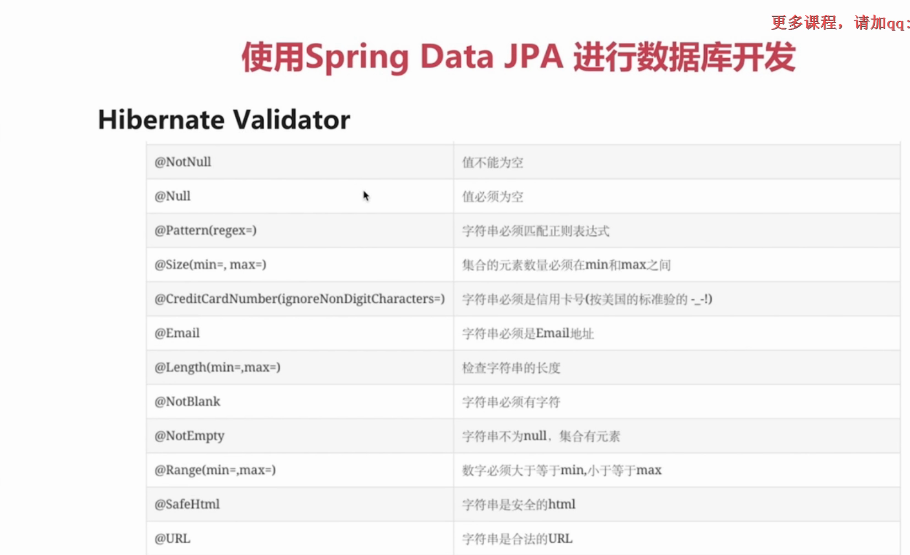 更多课程，请加qq:
使用Spring Data JPA 进行数据库开发
Hibernate Validator
@NotNull 值不能为空
@Null 值必须为空
@Pattern(regex=) 字符串必须匹配正则表达式
@Size(min=, max=) 集合的元素数量必须在min和max之间
@CreditCardNumber(ignoreNonDigitCharacters=) 字符串必须是信用卡号(按美国的标准验的 -_-!)
@Email 字符串必须是Email地址
@Length(min=,max=) 检查字符串的长度
@NotBlank 字符串必须有字符
@NotEmpty 字符串不为null，集合有元素
@Range(min=,max=) 数字必须大于等于min,小于等于max
@SafeHtml 字符串是安全的html
@URL 字符串是合法的URL